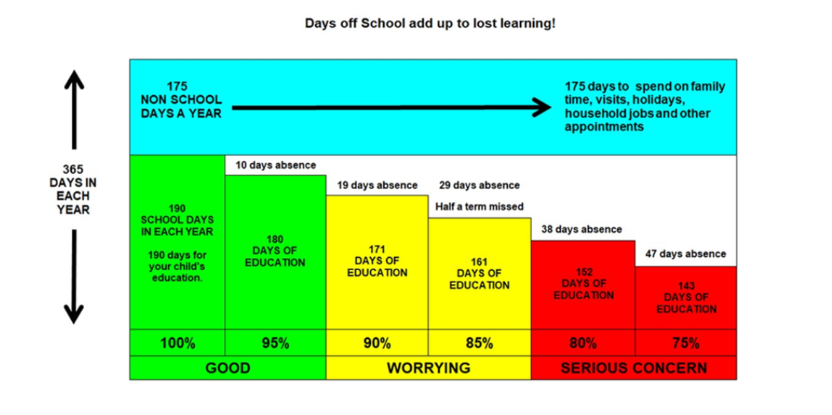 Days off School add up to lost learning!
175
NON SCHOOL
DAYS A YEAR
175 days to spend on family
time, visits, holidays,
household jobs and other
appointments
365
DAYS IN
EACH
YEAR
190
SCHOOL DAYS
IN EACH YEAR
190 days for
your child's
education.
10 days absence
180
DAYS OF
EDUCATION
19 days absence
171
DAYS OF
EDUCATION
29 days absence
Half a term missed
161
DAYS OF
EDUCATION
38 days absence
152
DAYS OF
EDUCATION
47 days absence
143
DAYS OF
EDUCATION
100%
95%
90%
85%
80%
75%
GOOD
WORRYING
SERIOUS CONCERN